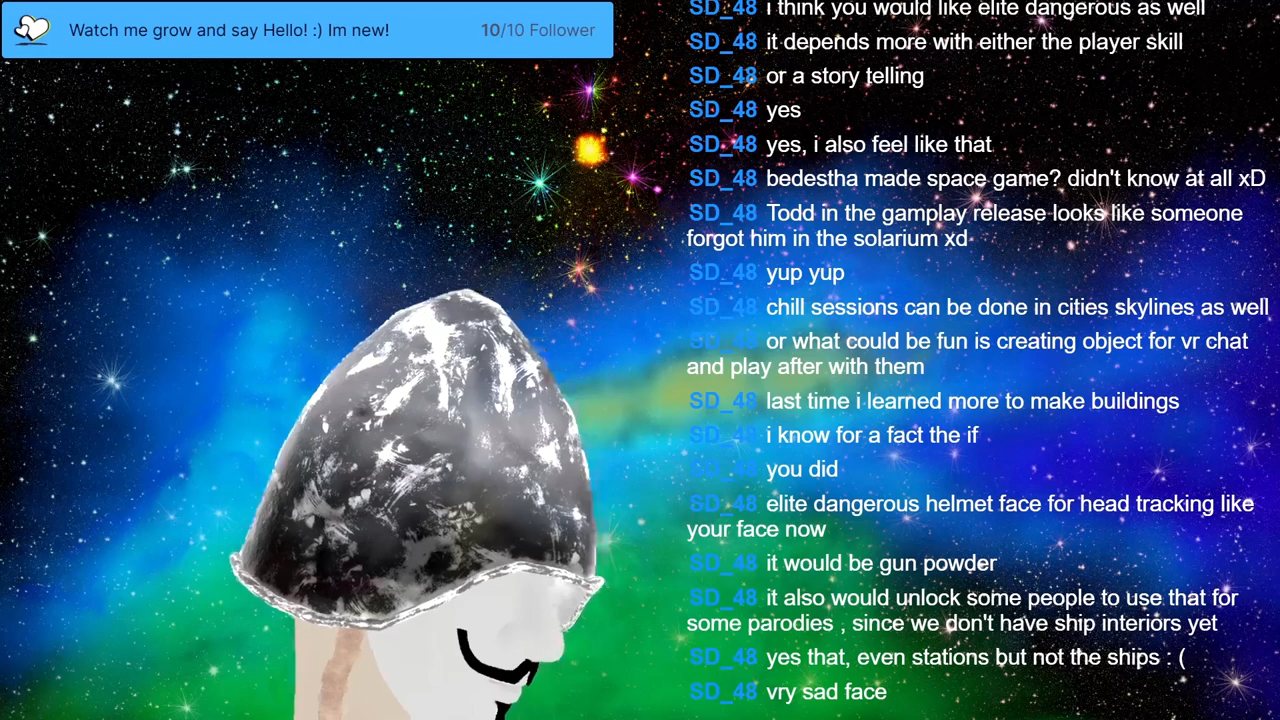 Watch me grow and say Hello! :) Im new! 10/10 Follower
SD_48 i think you would like elite dangerous as well
SD_48 it depends more with either the player skill
SD_48 or a story telling
SD_48 yes
SD_48 yes, i also feel like that
SD_48 bedestha made space game? didn't know at all xD
SD_48 Todd in the gamplay release looks like someone
forgot him in the solarium xd
SD_48 yup yup
SD_48 chill sessions can be done in cities skylines as well
SD_48 or what could be fun is creating object for vr chat
and play after with them
SD_48 last time i learned more to make buildings
SD_48 i know for a fact the if
SD_48 you did
SD_48 elite dangerous helmet face for head tracking like
your face now
SD_48 it would be gun powder
SD_48 it also would unlock some people to use that for
some parodies , since we don't have ship interiors yet
SD_48 yes that, even stations but not the ships : (
SD_48 vry sad face